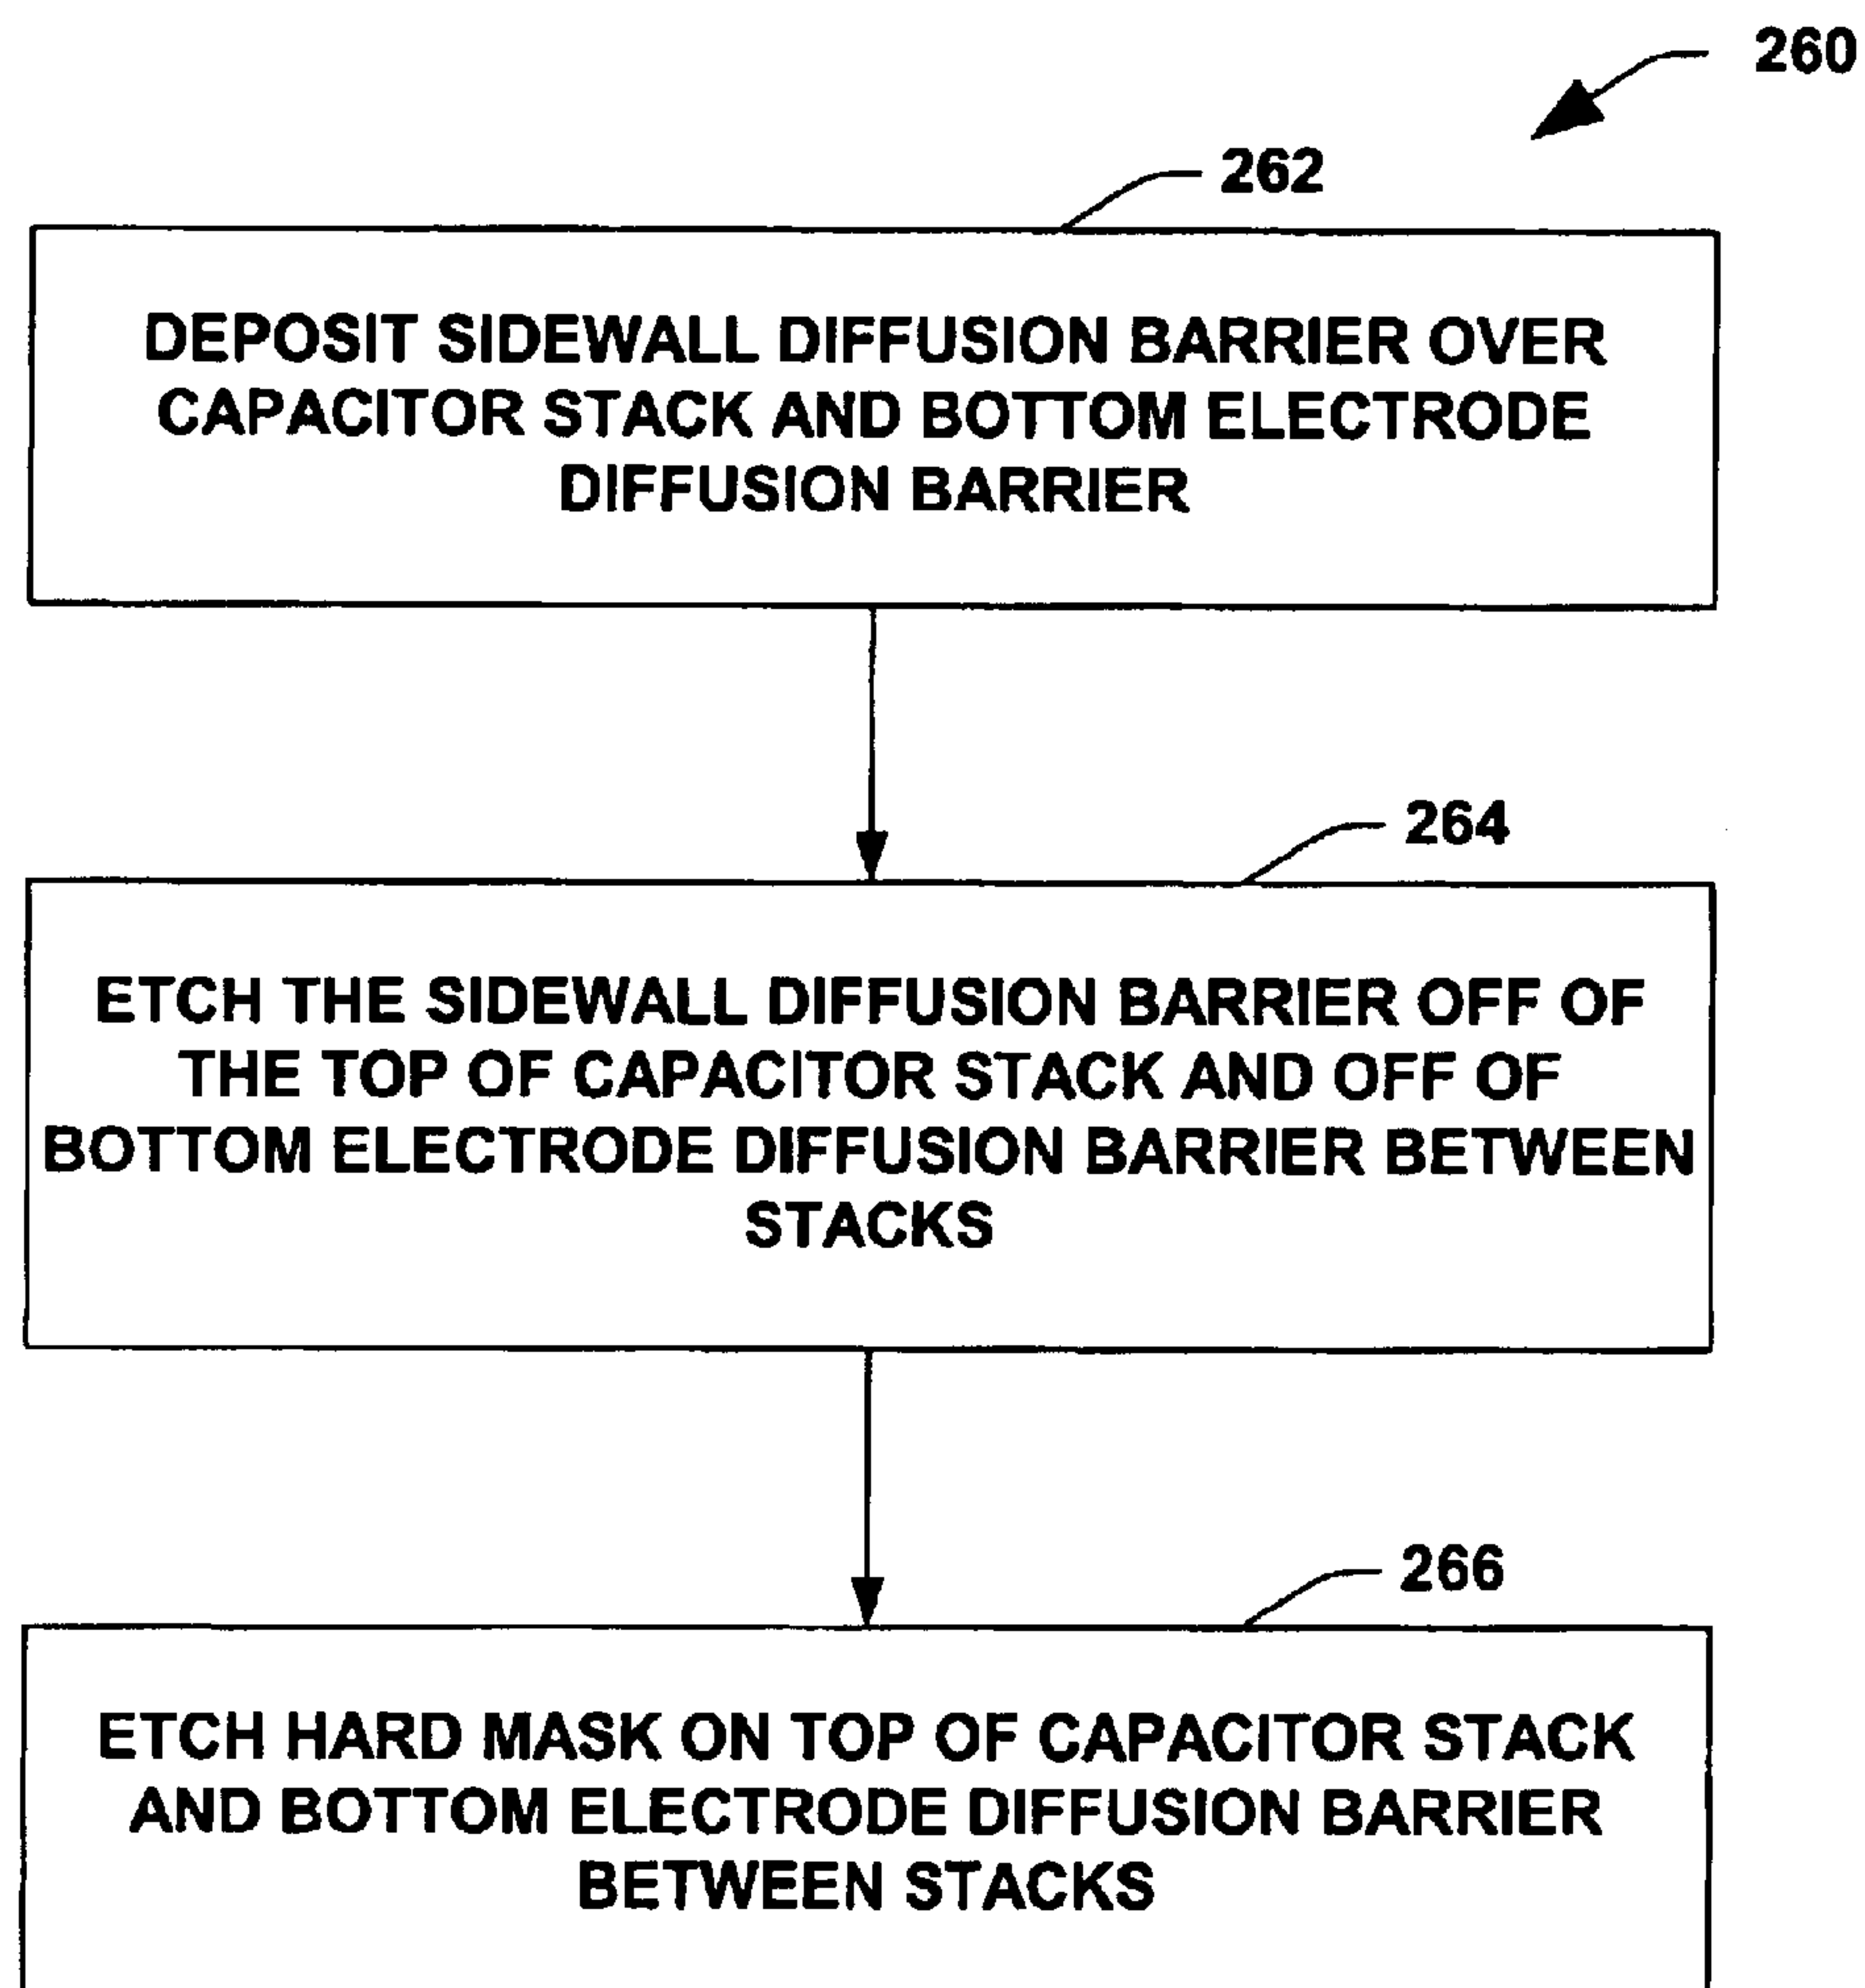 260
262
DEPOSIT SIDEWALL DIFFUSION BARRIER OVER
CAPACITOR STACK AND BOTTOM ELECTRODE
DIFFUSION BARRIER
264
ETCH THE SIDEWALL DIFFUSION BARRIER OFF OF
THE TOP OF CAPACITOR STACK AND OFF OF
BOTTOM ELECTRODE DIFFUSION BARRIER BETWEEN
STACKS
266
ETCH HARD MASK ON TOP OF CAPACITOR STACK
AND BOTTOM ELECTRODE DIFFUSION BARRIER
BETWEEN STACKS